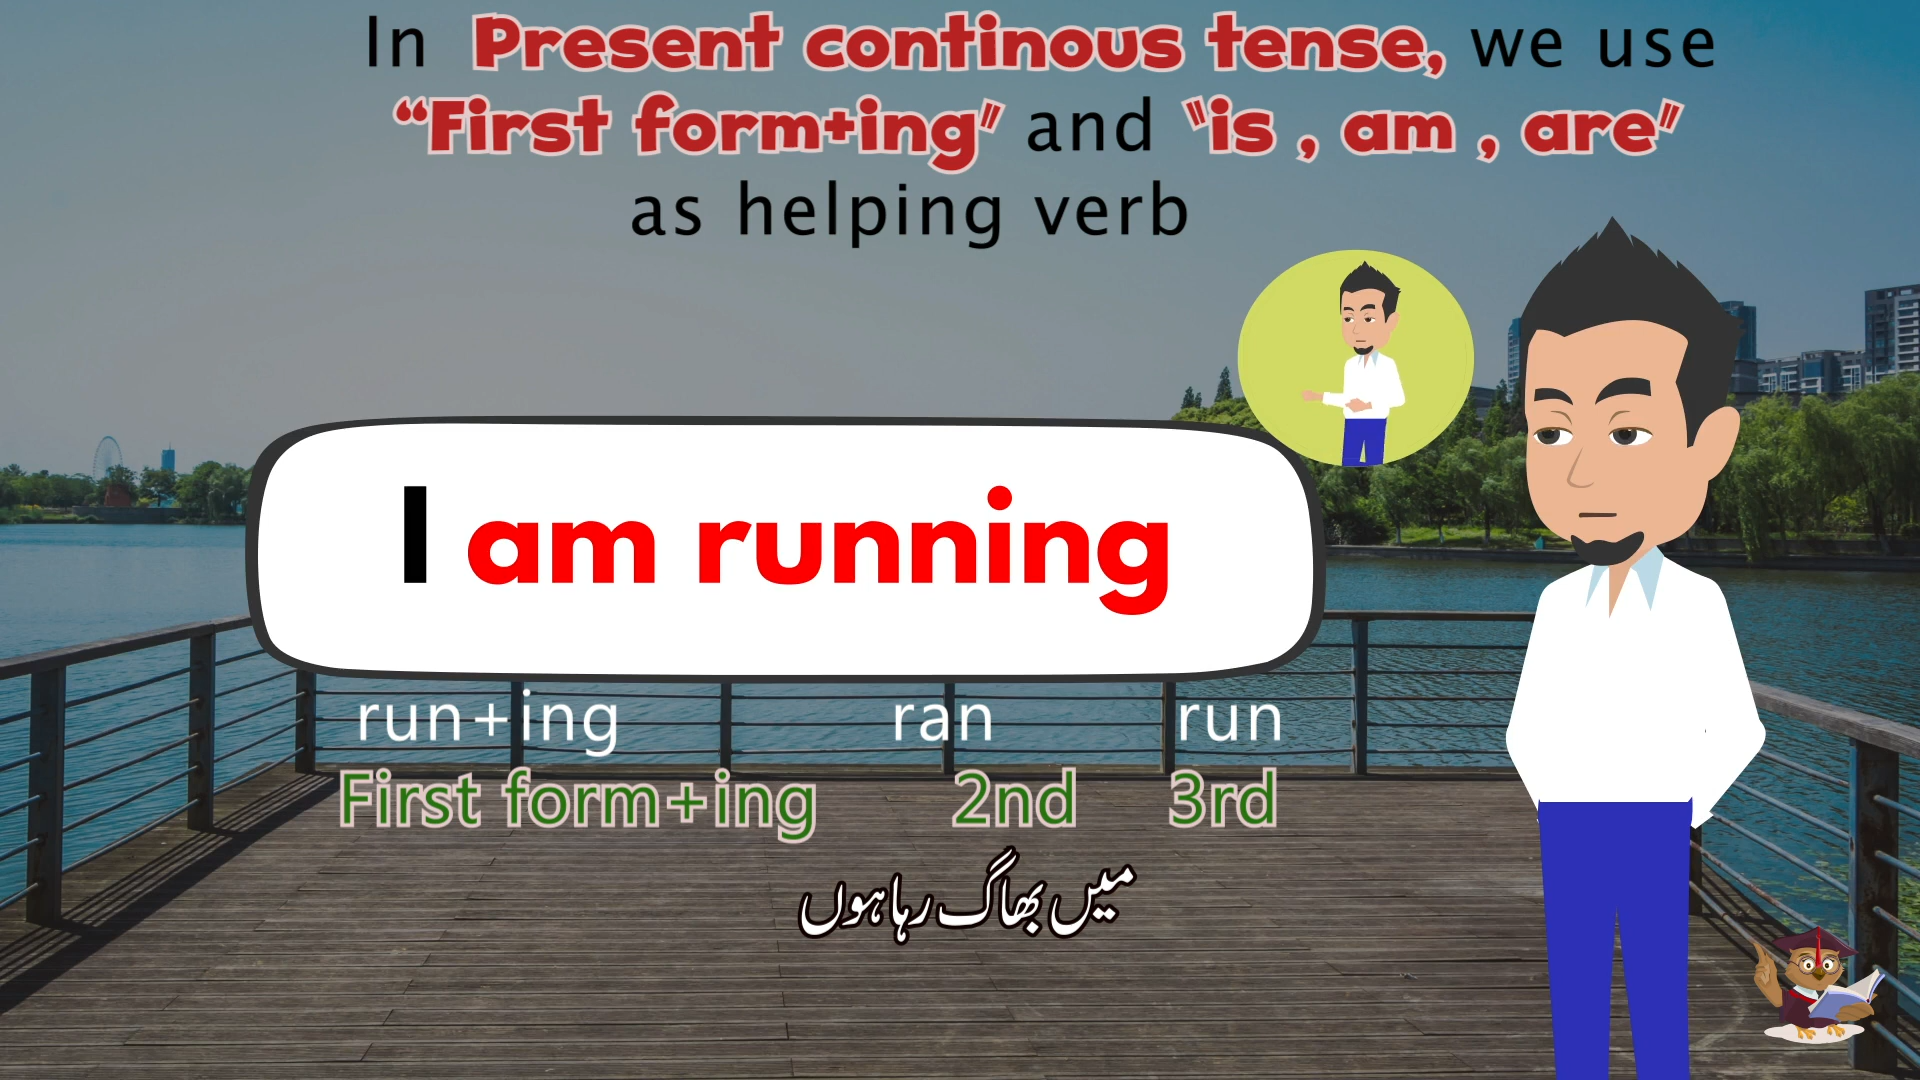 In Present continous tense, we use
“First form+ing" and "is , am , are"
as helping verb
I am running
run+ing ran run
First form+ing 2nd 3rd
میں بھاگ رہا ہوں